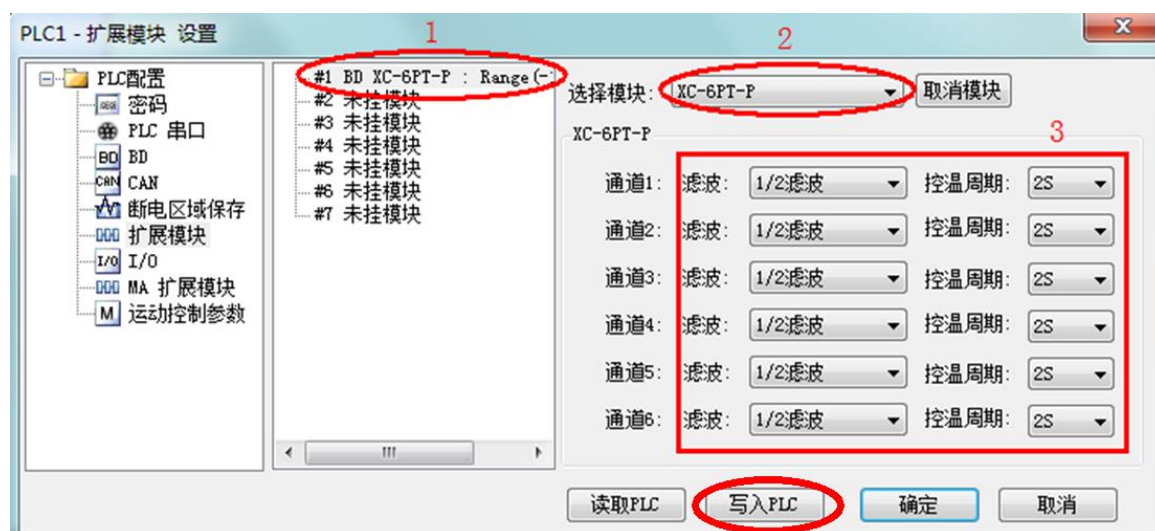 PLC1 - 扩展模块 设置
1
2
PLC配置
密码
PLC 串口
BD BD
CAN CAN
断电区域保存
扩展模块
I/O I/O
MA 扩展模块
M 运动控制参数
#1 BD XC-6PT-P : Range(-
#2 未挂模块
#3 未挂模块
#4 未挂模块
#5 未挂模块
#6 未挂模块
#7 未挂模块
选择模块: XC-6PT-P 取消模块
XC-6PT-P
3
通道1: 滤波: 1/2滤波 控温周期: 2S
通道2: 滤波: 1/2滤波 控温周期: 2S
通道3: 滤波: 1/2滤波 控温周期: 2S
通道4: 滤波: 1/2滤波 控温周期: 2S
通道5: 滤波: 1/2滤波 控温周期: 2S
通道6: 滤波: 1/2滤波 控温周期: 2S
读取PLC 写入PLC 确定 取消